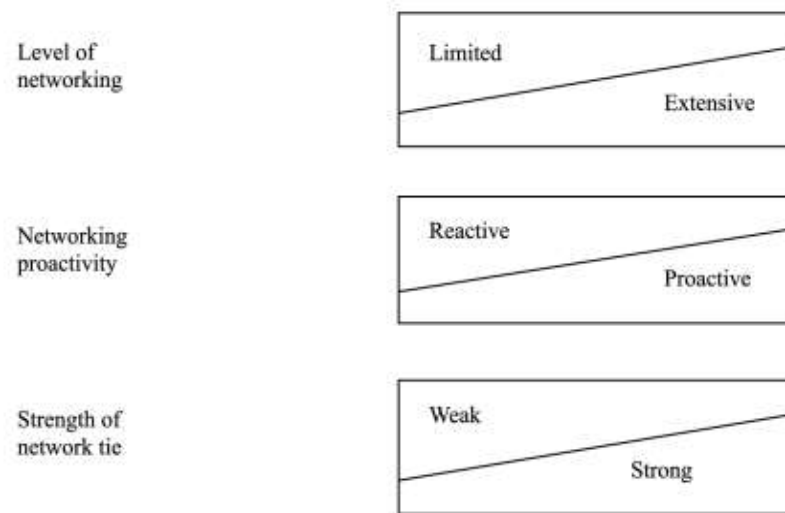 Level of
networking
Limited
Extensive
Networking
proactivity
Reactive
Proactive
Strength of
network tie
Weak
Strong